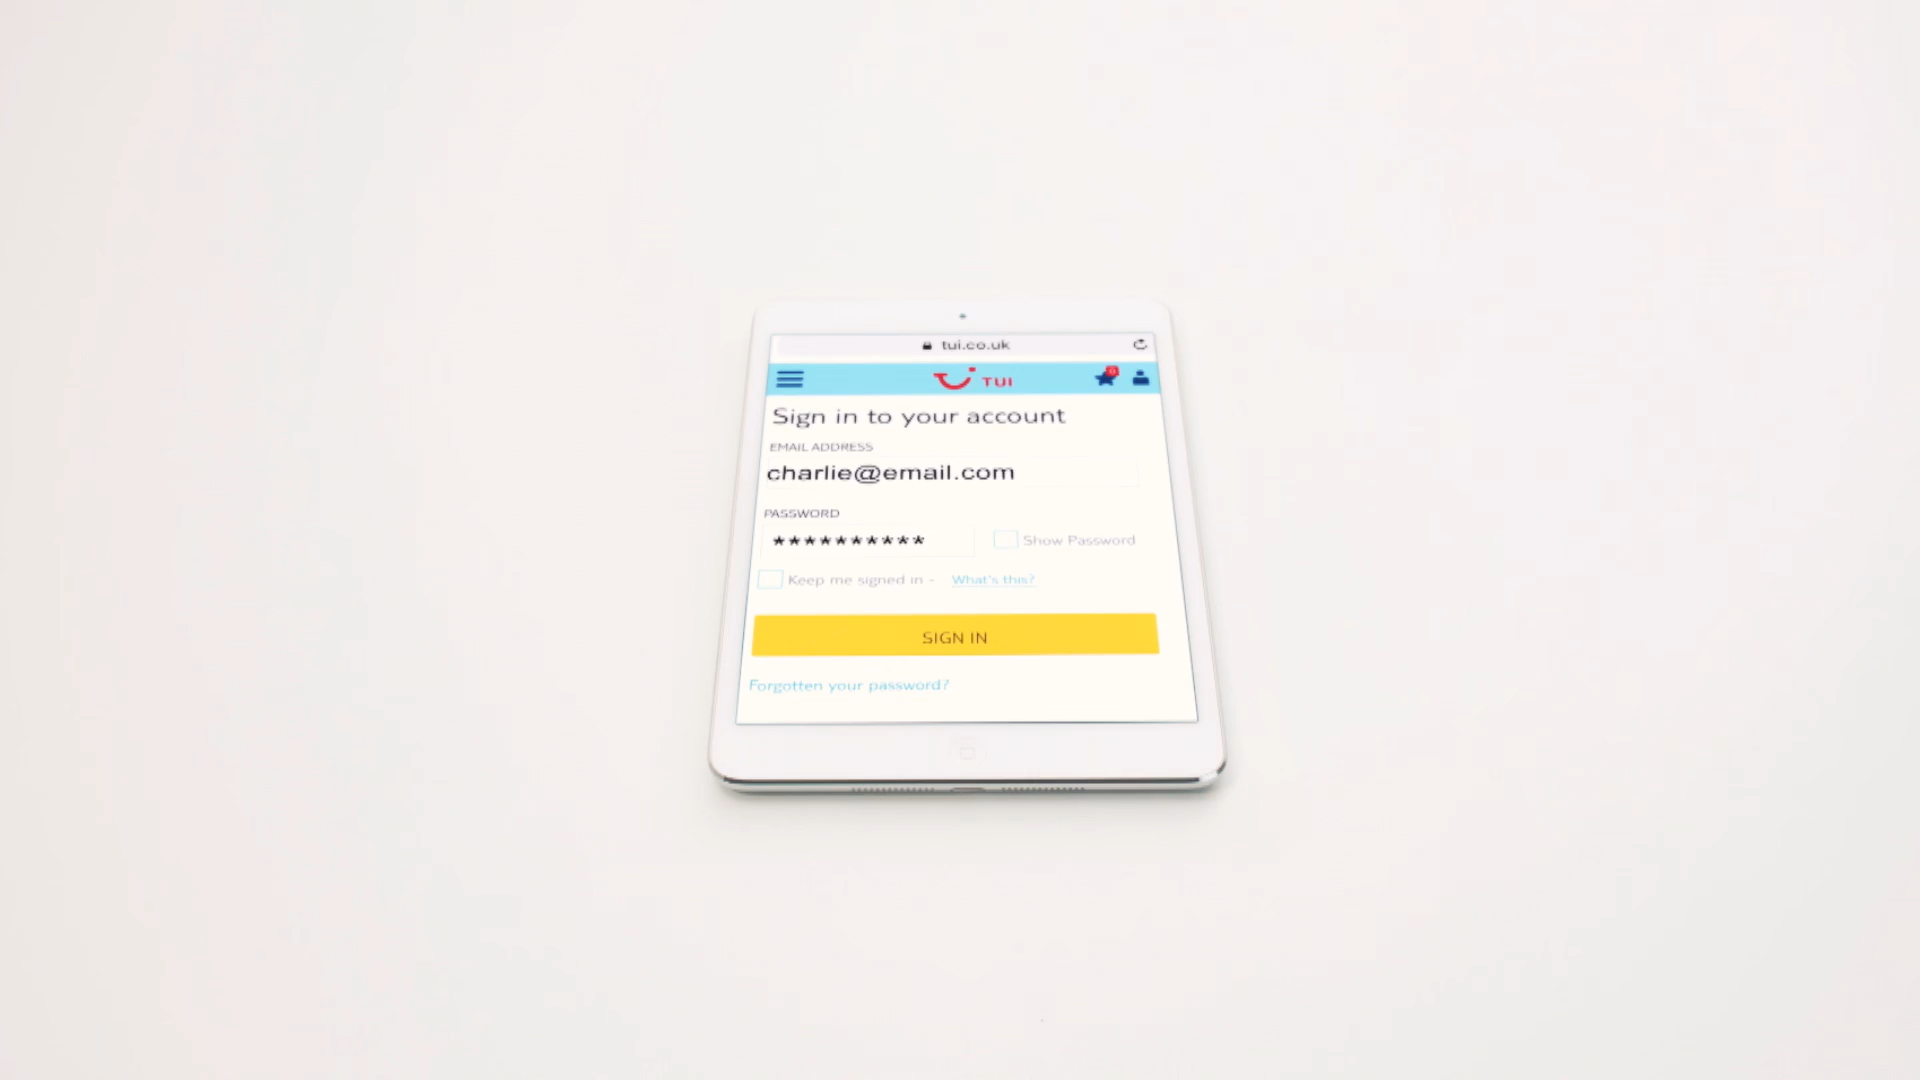 tui.co.uk
TUI
0
Sign in to your account
EMAIL ADDRESS
charlie@email.com
PASSWORD
**********
Show Password
Keep me signed in - What's this?
SIGN IN
Forgotten your password?